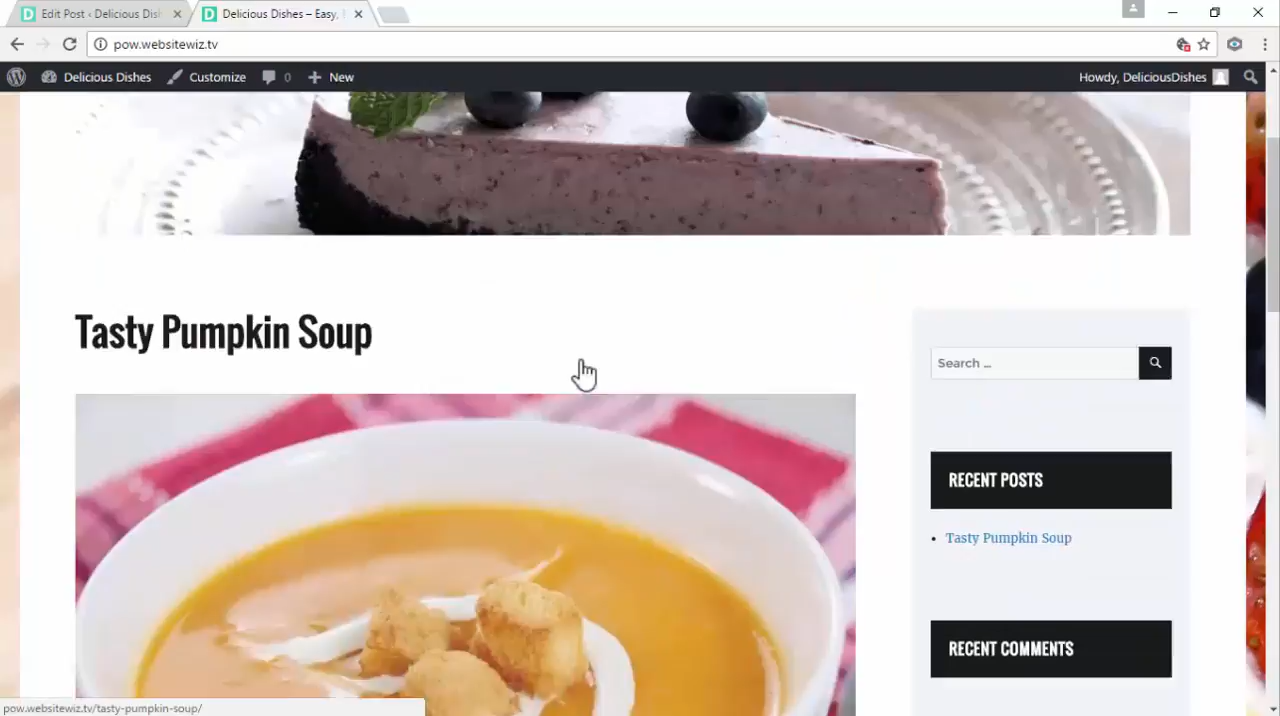 Edit Post ‹ Delicious Dish
Delicious Dishes – Easy,
pow.websitewiz.tv
Delicious Dishes
Customize
0
New
Howdy, DeliciousDishes
Tasty Pumpkin Soup
Search …
RECENT POSTS
Tasty Pumpkin Soup
RECENT COMMENTS
pow.websitewiz.tv/tasty-pumpkin-soup/